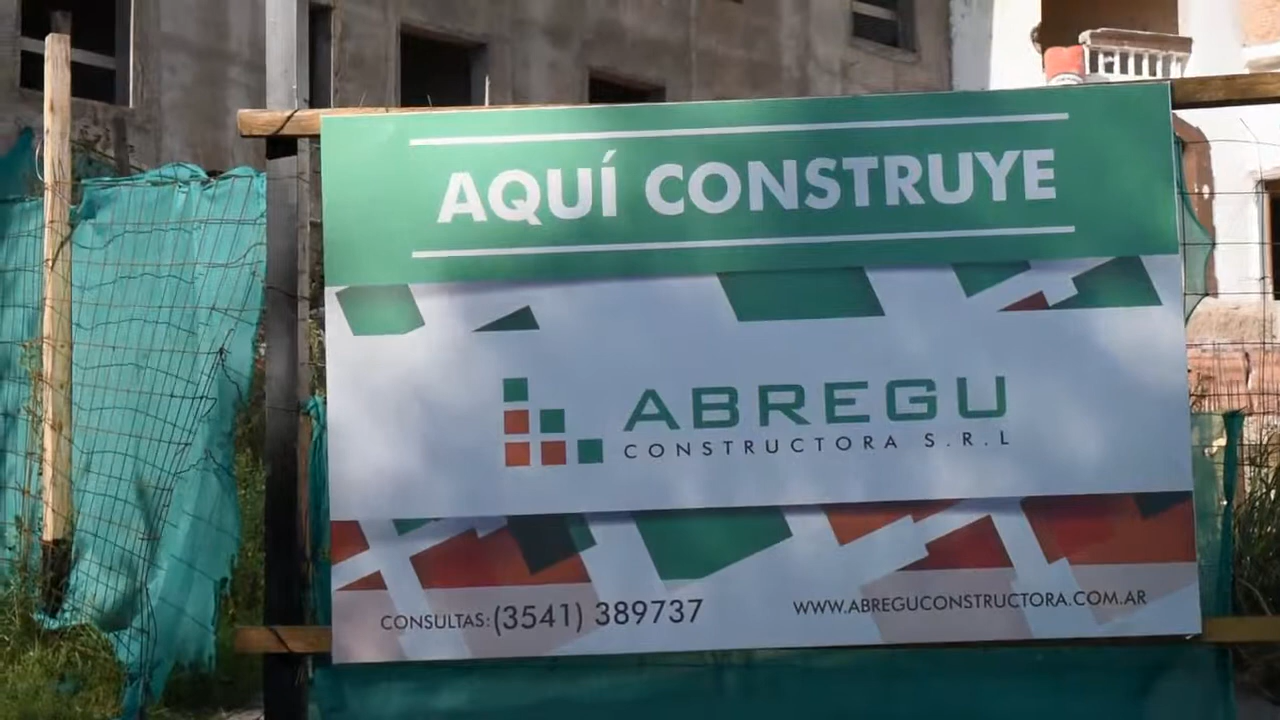 AQUÍ CONSTRUYE
ABREGU
CONSTRUCTORA S.R.L
CONSULTAS: (3541) 389737
WWW.ABREGUCONSTRUCTORA.COM.AR